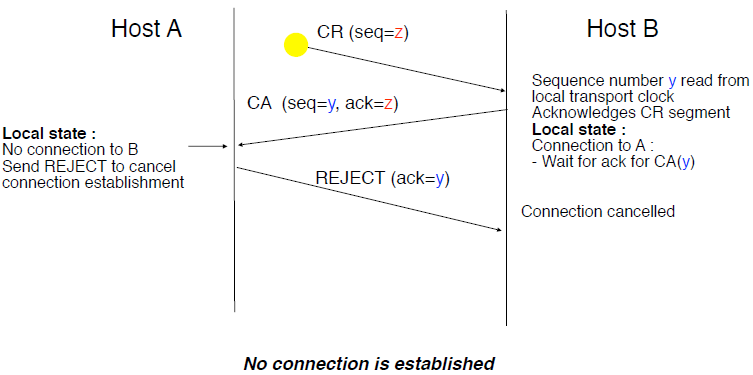 Host A
Host B
CR (seq=z)
Sequence number y read from
local transport clock
Acknowledges CR segment
Local state :
Connection to A :
- Wait for ack for CA(y)
CA  (seq=y, ack=z)
Local state :
No connection to B
Send REJECT to cancel
connection establishment
REJECT (ack=y)
Connection cancelled
No connection is established